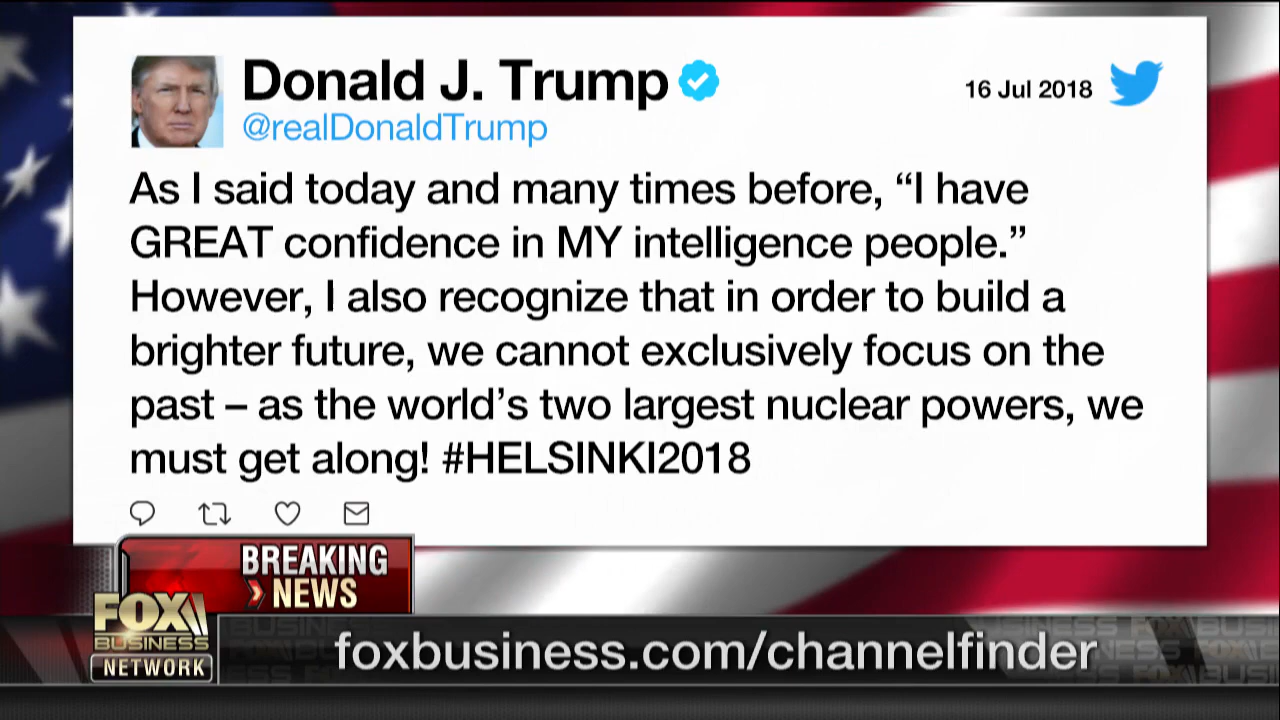 Donald J. Trump
16 Jul 2018
@realDonaldTrump
As I said today and many times before, “I have
GREAT confidence in MY intelligence people.”
However, I also recognize that in order to build a
brighter future, we cannot exclusively focus on the
past – as the world’s two largest nuclear powers, we
must get along! #HELSINKI2018
BREAKING
NEWS
FOX
BUSINESS
NETWORK
foxbusiness.com/channelfinder